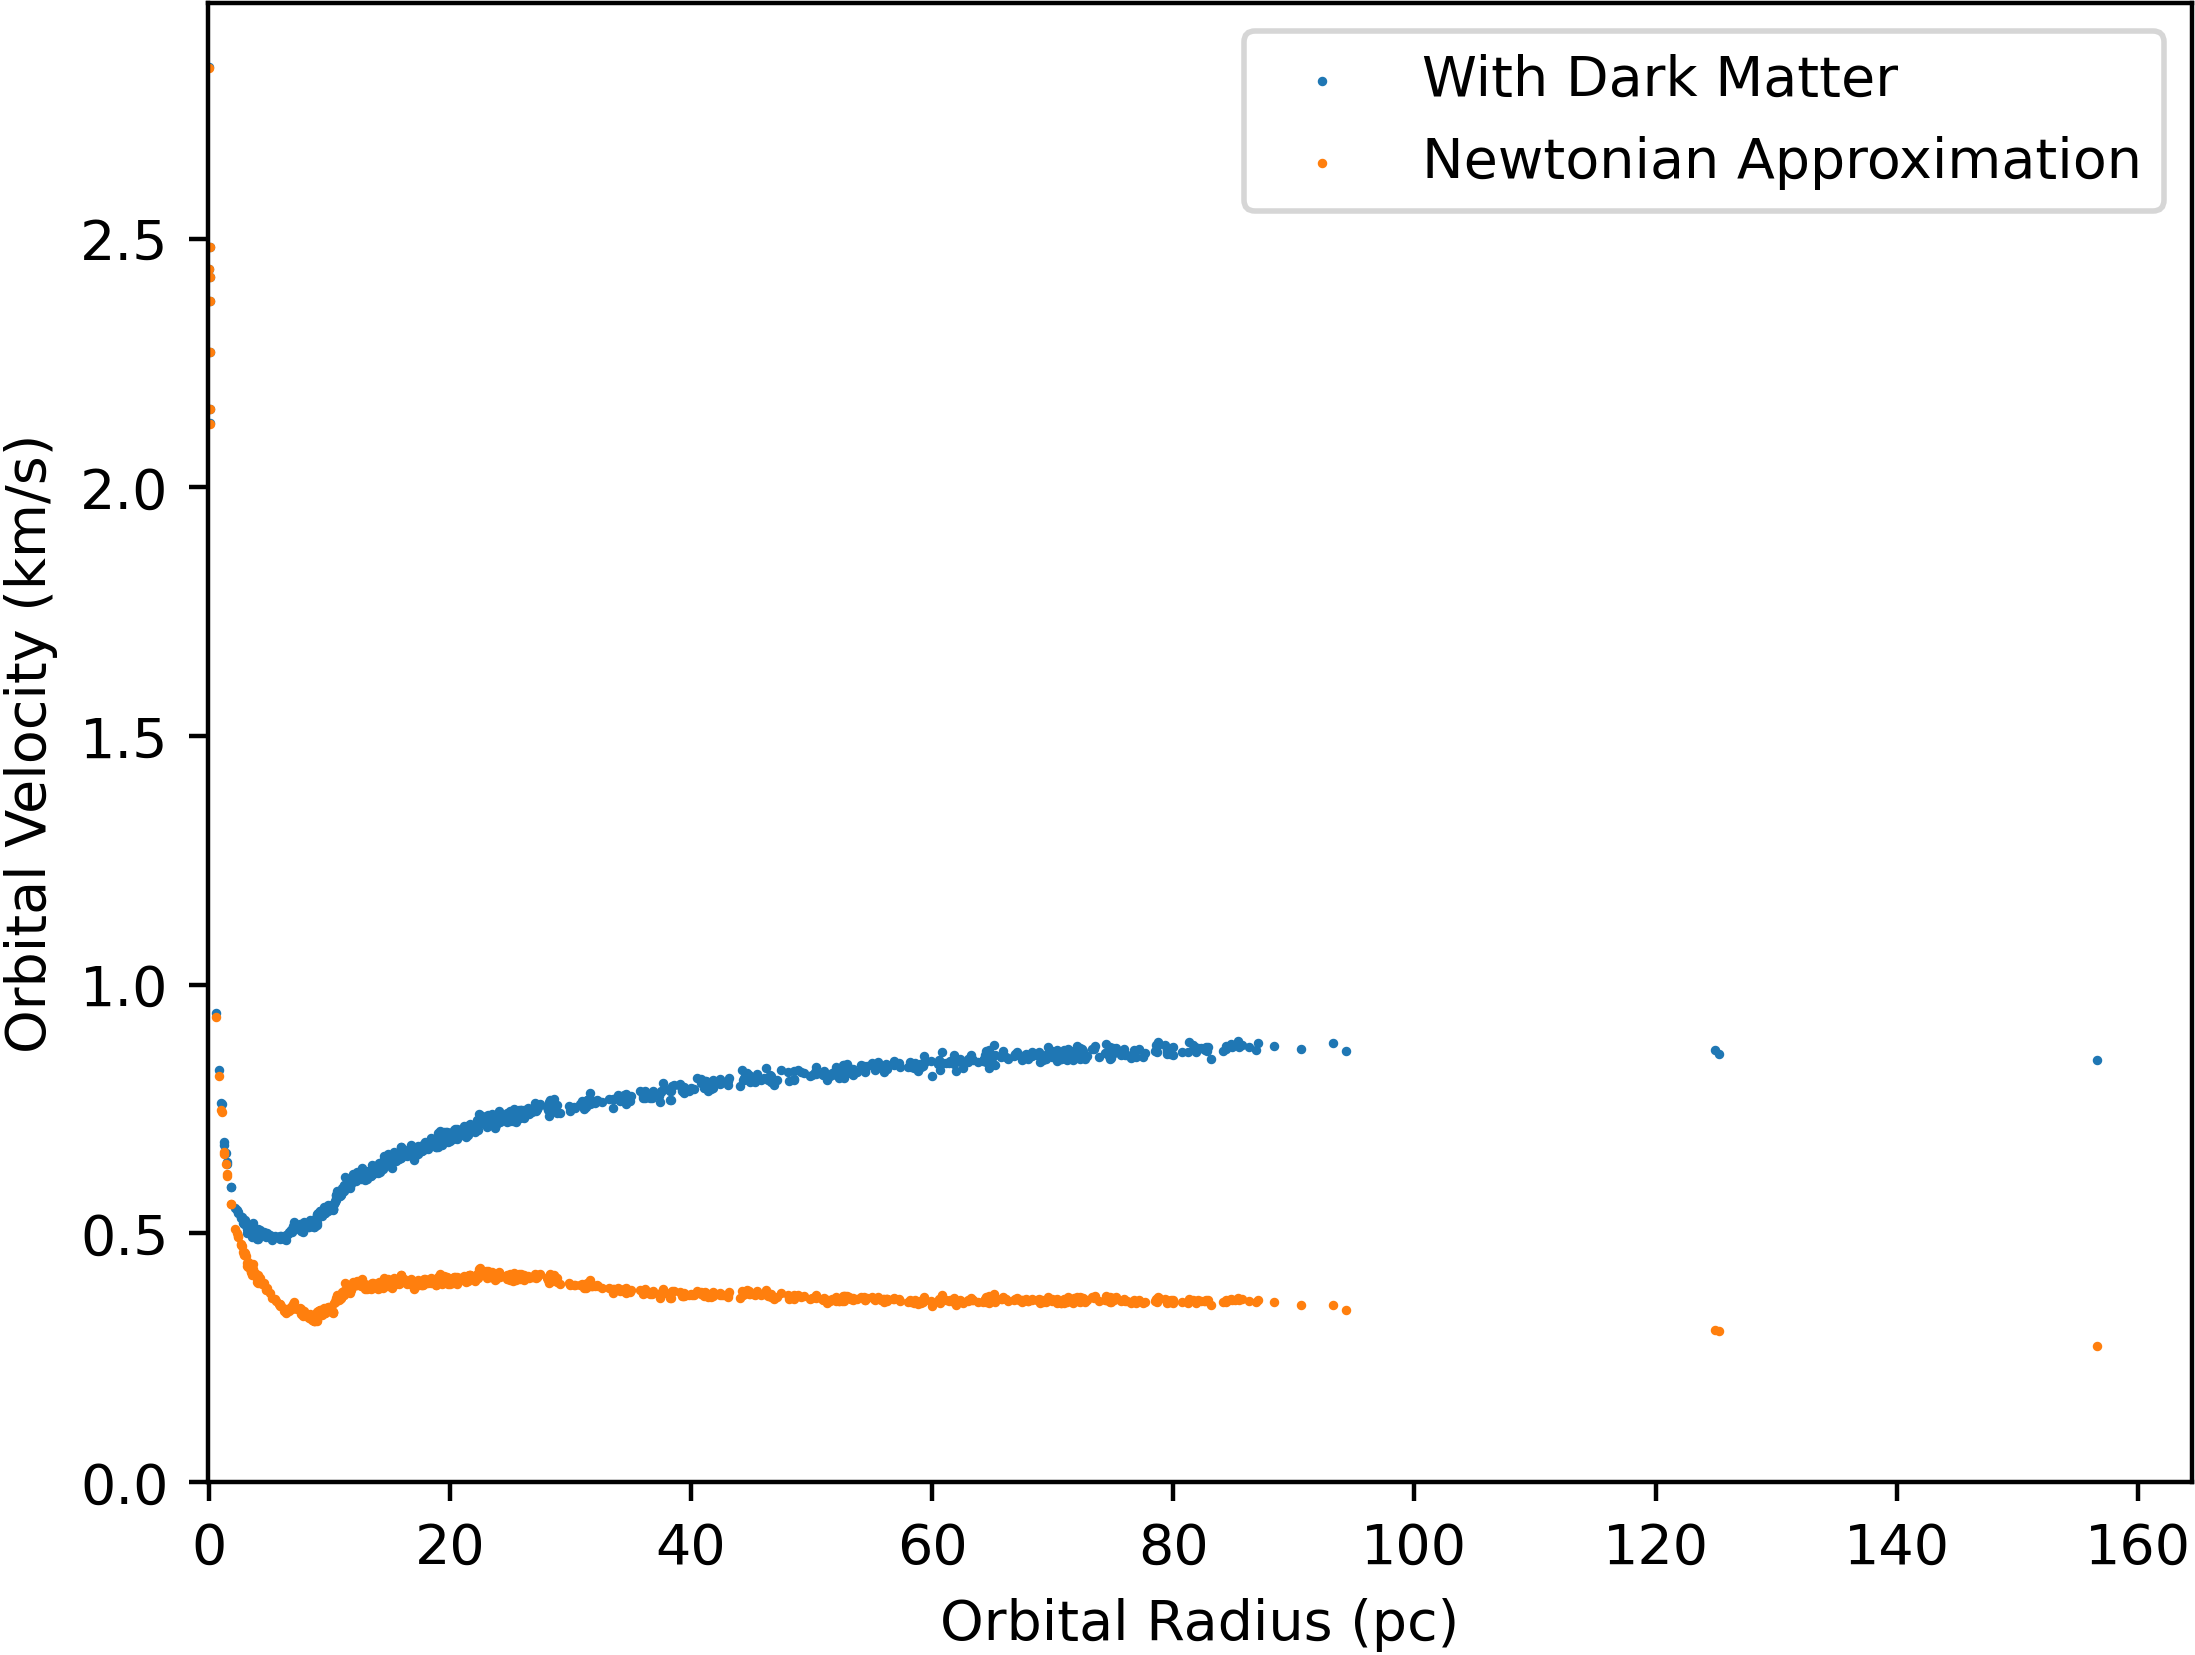 With Dark Matter
Newtonian Approximation
Orbital Velocity (km/s)
2.5
2.0
1.5
1.0
0.5
0.0
0 20 40 60 80 100 120 140 160
Orbital Radius (pc)